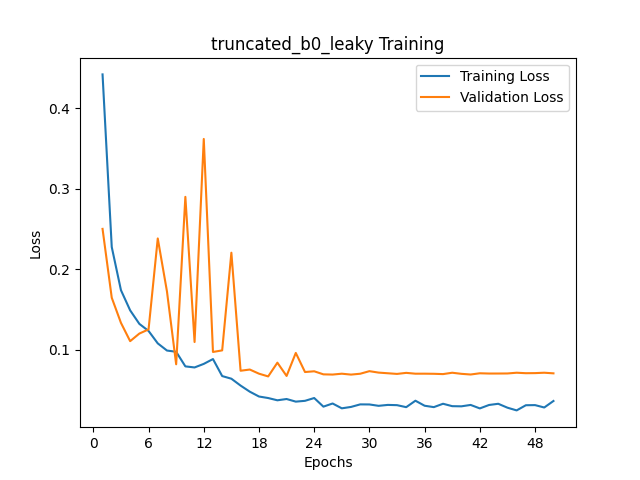 truncated_b0_leaky Training
Training Loss
Validation Loss
0.4
0.3
0.2
0.1
Loss
0 6 12 18 24 30 36 42 48
Epochs